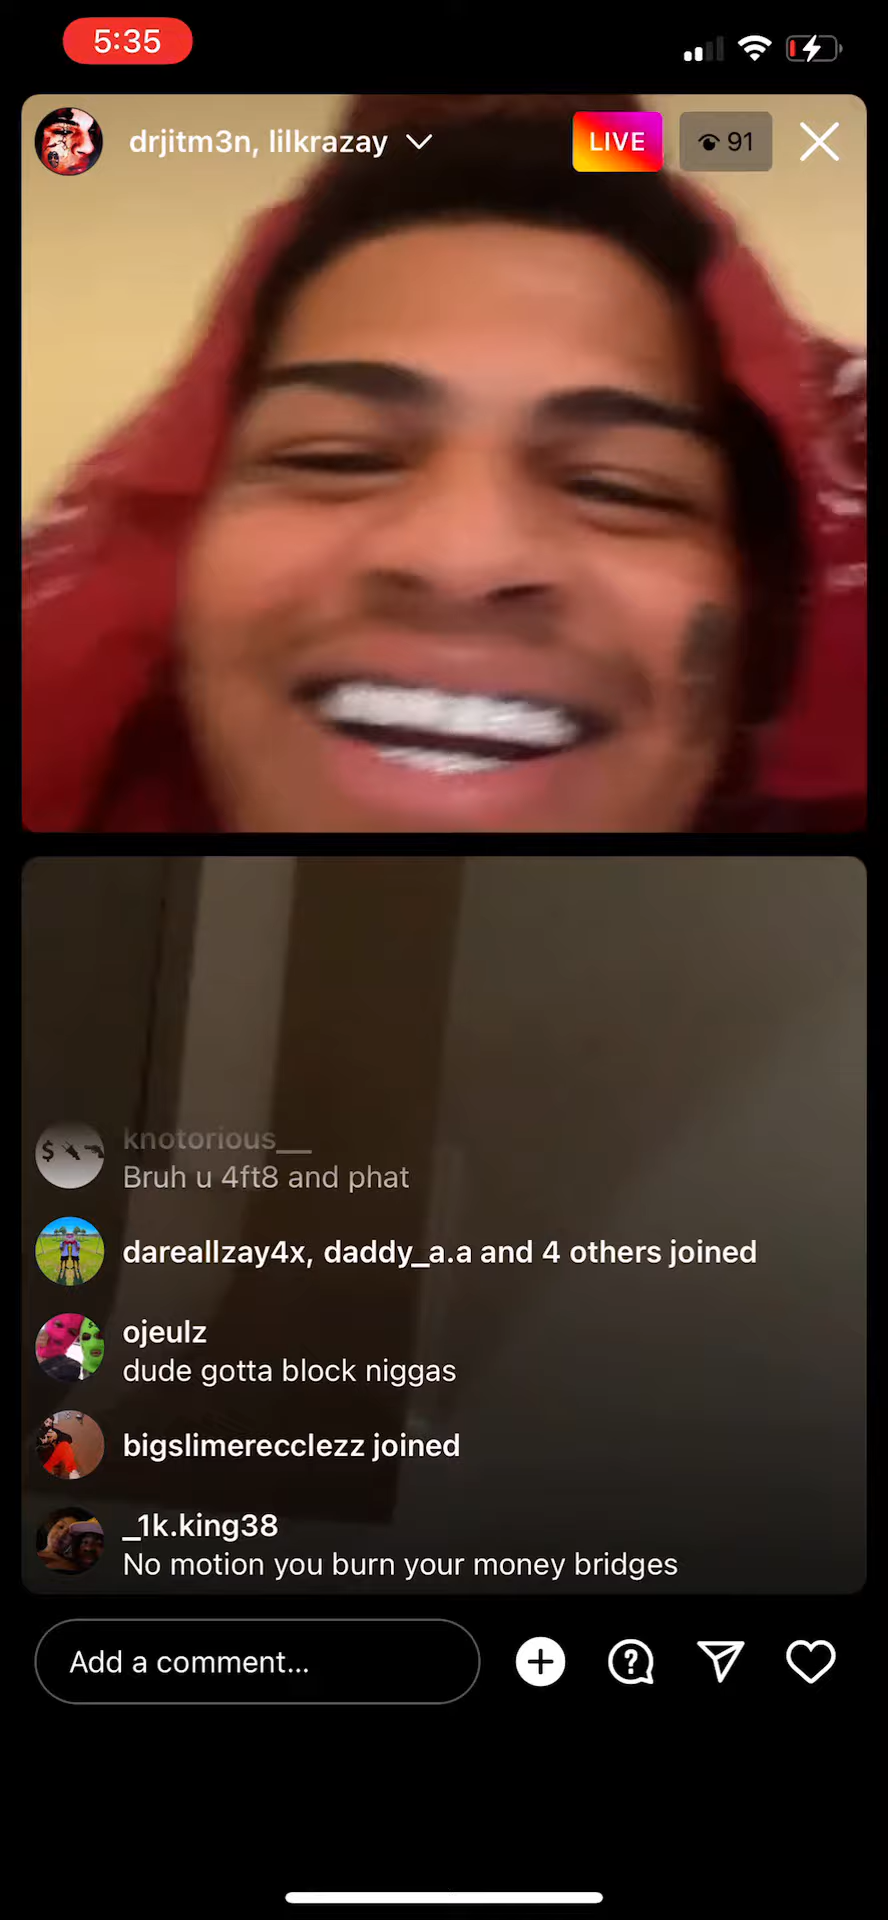 5:35
drjitm3n, lilkrazay
LIVE
91
knotorious__
Bruh u 4ft8 and phat
dareallzay4x, daddy_a.a and 4 others joined
ojeulz
dude gotta block niggas
bigslimerecclezz joined
_1k.king38
No motion you burn your money bridges
Add a comment...